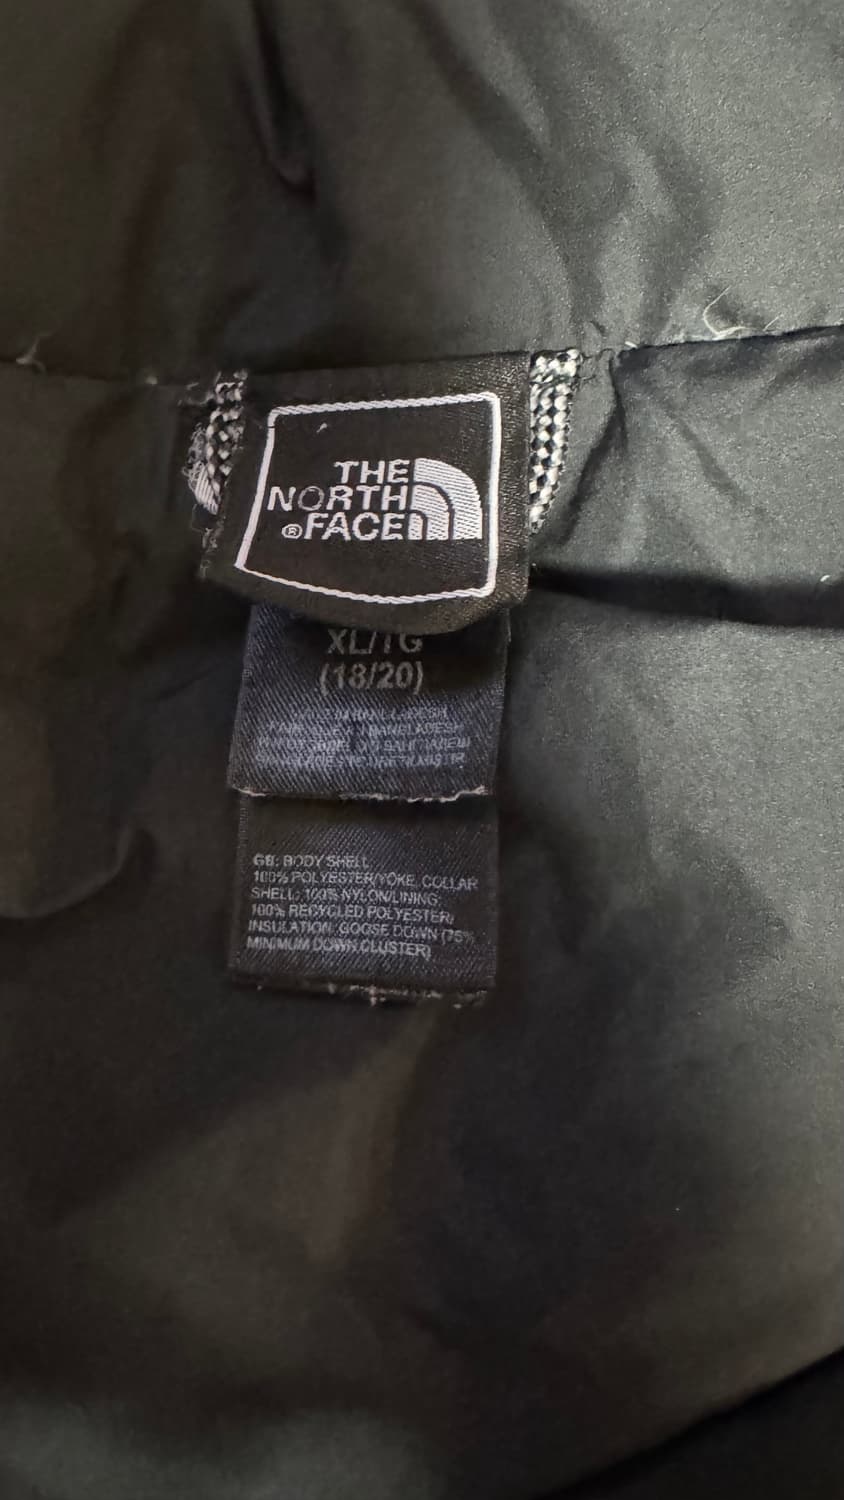 THE
NORTH
® FACE
XL/TG
(18/20)
BANGLADESH
GB: BODY SHELL:
100% POLYESTER/YOKE, COLLAR
SHELL: 100% NYLON/LINING:
100% RECYCLED POLYESTER/
INSULATION: GOOSE DOWN (75%
MINIMUM DOWN CLUSTER)